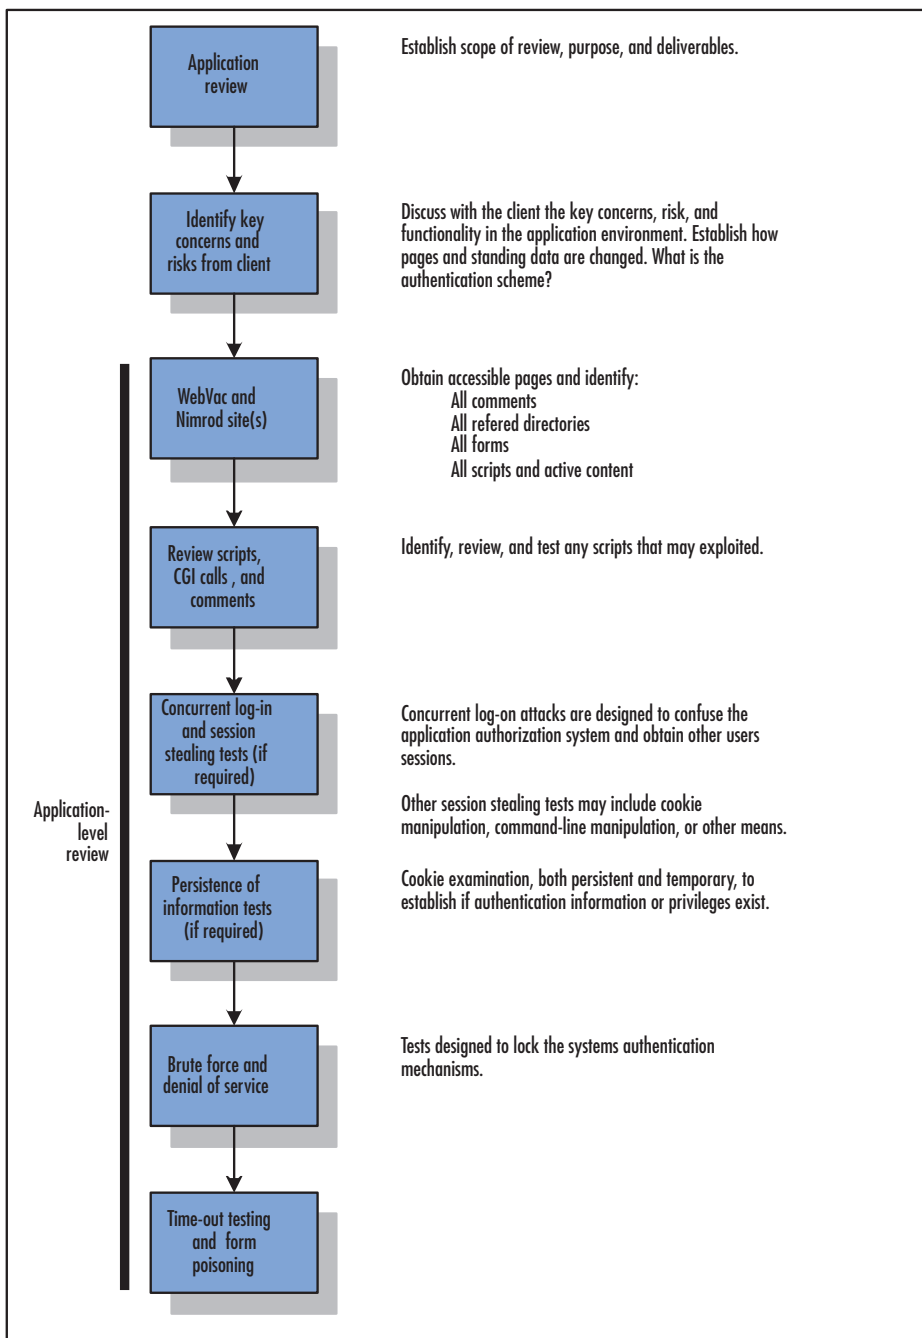 Application
review
Establish scope of review, purpose, and deliverables.
Identify key
concerns and
risks from client
Discuss with the client the key concerns, risk, and
functionality in the application environment. Establish how
pages and standing data are changed. What is the
authentication scheme?
WebVac and
Nimrod site(s)
Obtain accessible pages and identify:
All comments
All refered directories
All forms
All scripts and active content
Review scripts,
CGI calls , and
comments
Identify, review, and test any scripts that may exploited.
Concurrent log-in
and session
stealing tests (if
required)
Concurrent log-on attacks are designed to confuse the
application authorization system and obtain other users
sessions.
Other session stealing tests may include cookie
manipulation, command-line manipulation, or other means.
Application-
level
review
Persistence of
information tests
(if required)
Cookie examination, both persistent and temporary, to
establish if authentication information or privileges exist.
Brute force and
denial of service
Tests designed to lock the systems authentication
mechanisms.
Time-out testing
and form
poisoning